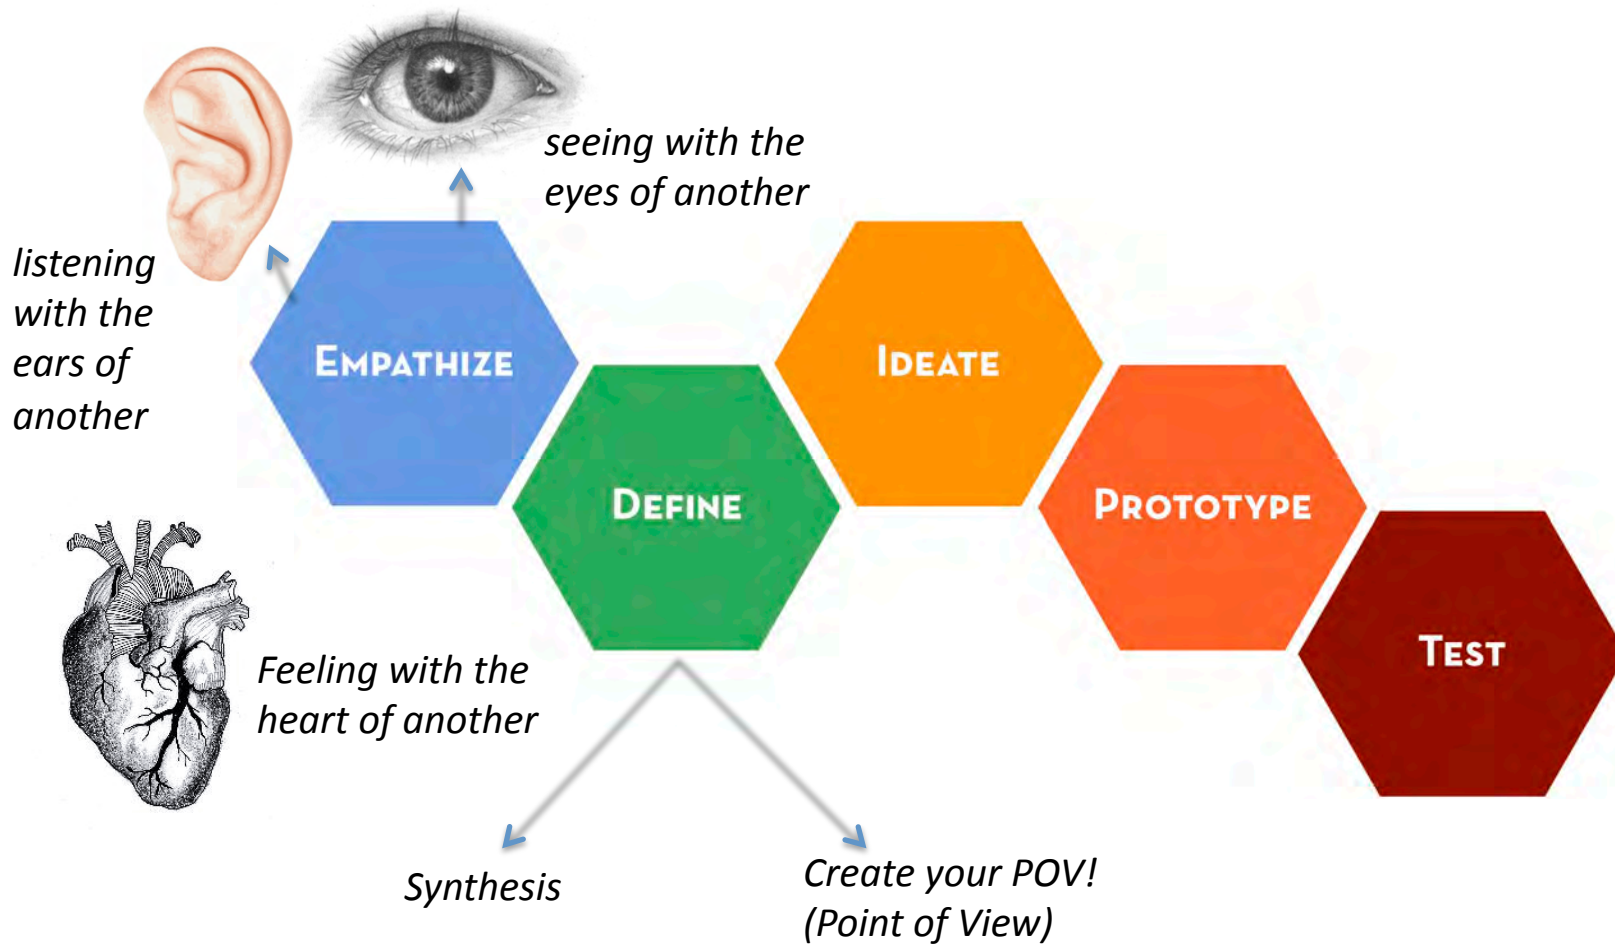 seeing with the
eyes of another
listening
with the
ears of
another
EMPATHIZE
IDEATE
DEFINE
PROTOTYPE
TEST
Feeling with the
heart of another
Synthesis
Create your POV!
(Point of View)